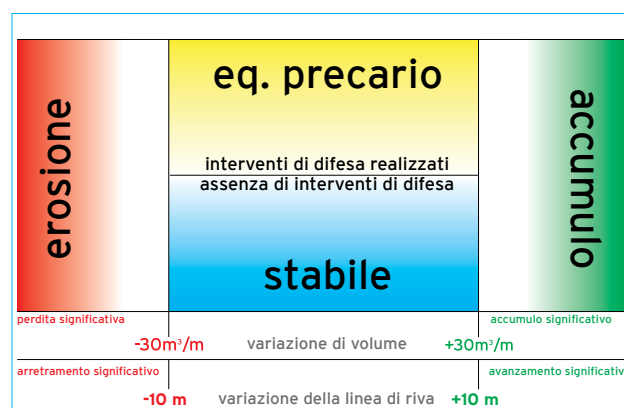 erosione
eq. precario
interventi di difesa realizzati
assenza di interventi di difesa
stabile
accumulo
perdita significativa
accumulo significativo
-30m³/m
variazione di volume
+30m³/m
arretramento significativo
avanzamento significativo
-10 m
variazione della linea di riva
+10 m